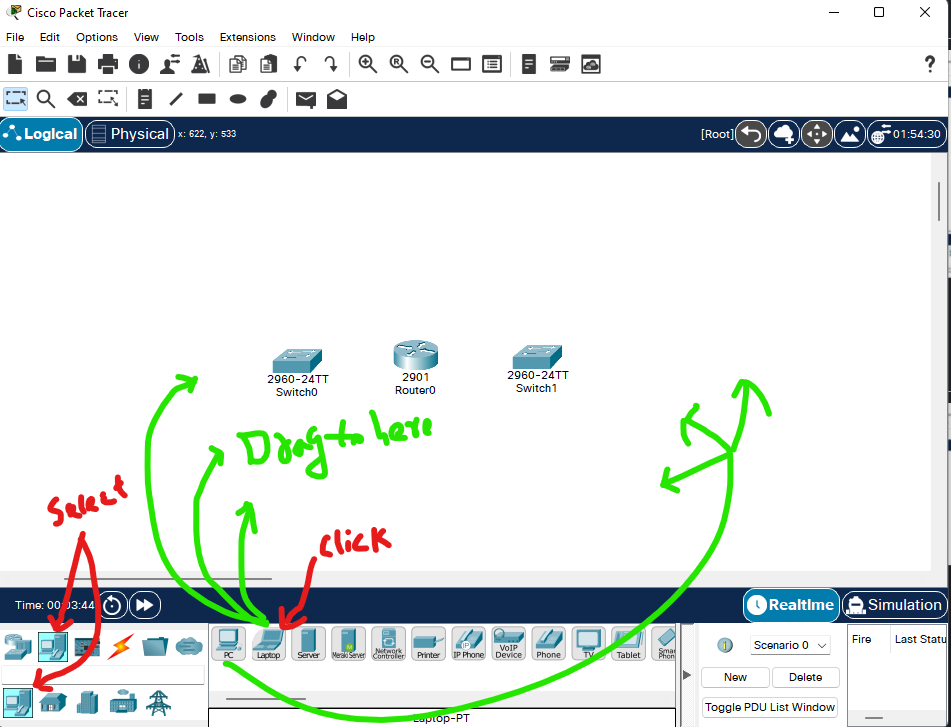 Cisco Packet Tracer
File Edit Options View Tools Extensions Window Help
?
Logical Physical x: 622, y: 533 [Root] 01:54:30
2960-24TT
Switch0
2901
Router0
2960-24TT
Switch1
Drag to here
Select
click
Time: 00:03:44 Realtime Simulation
PC Laptop Server Meraki Server Network Controller Printer IP Phone VoIP Device Phone TV Tablet Smart Phon
Scenario 0
New Delete
Toggle PDU List Window
Fire Last Statu
Laptop-PT